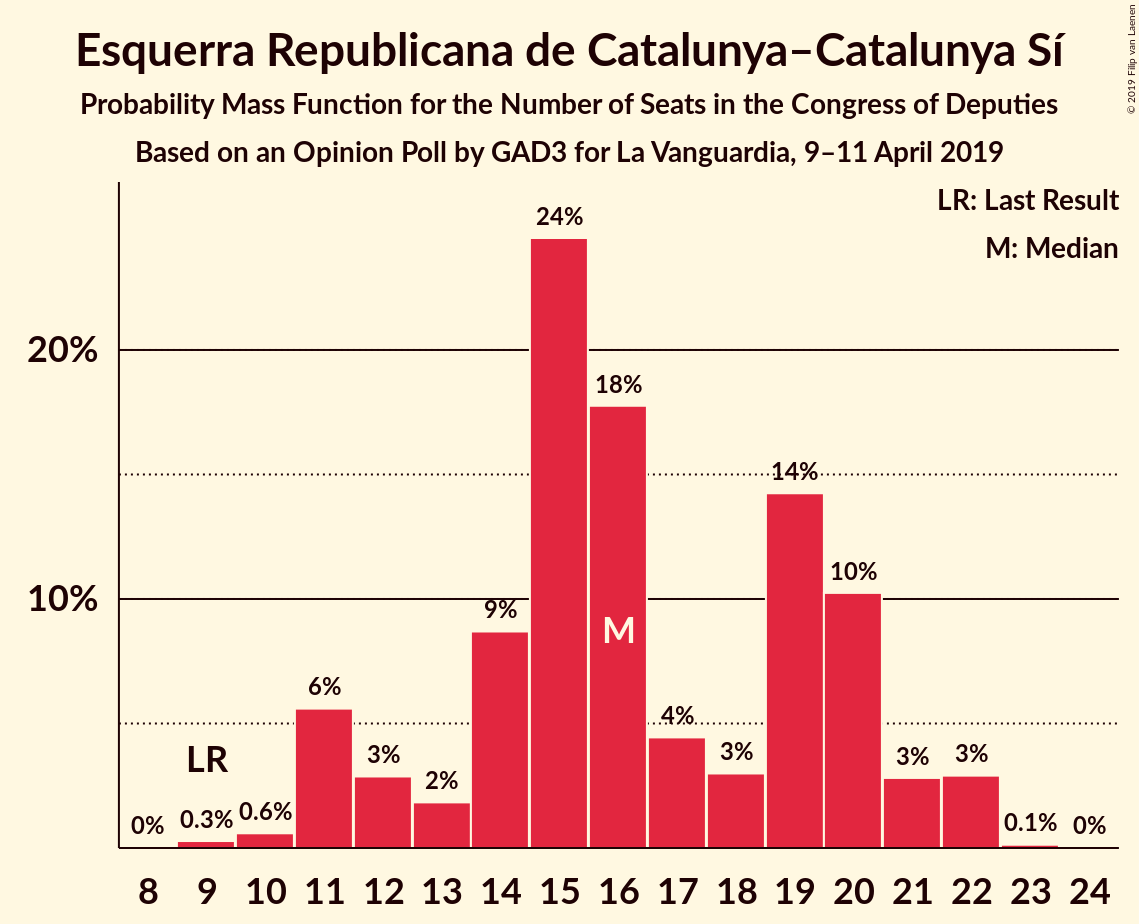 Esquerra Republicana de Catalunya–Catalunya Sí
Probability Mass Function for the Number of Seats in the Congress of Deputies
Based on an Opinion Poll by GAD3 for La Vanguardia, 9–11 April 2019
© 2019 Filip van Laenen
LR: Last Result
M: Median
24%
20%
18%
14%
10%
10%
9%
M
6%
4%
LR
3%
2%
3%
3%
3%
0%
0.3%
0.6%
0.1%
0%
8 9 10 11 12 13 14 15 16 17 18 19 20 21 22 23 24